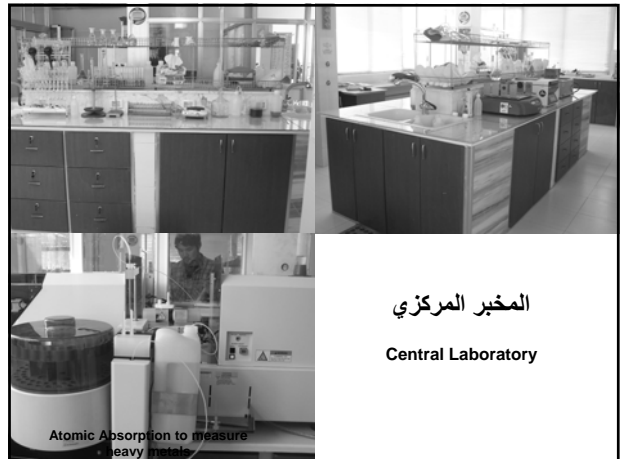 المخبر المركزي
Central Laboratory
Atomic Absorption to measure
heavy metals